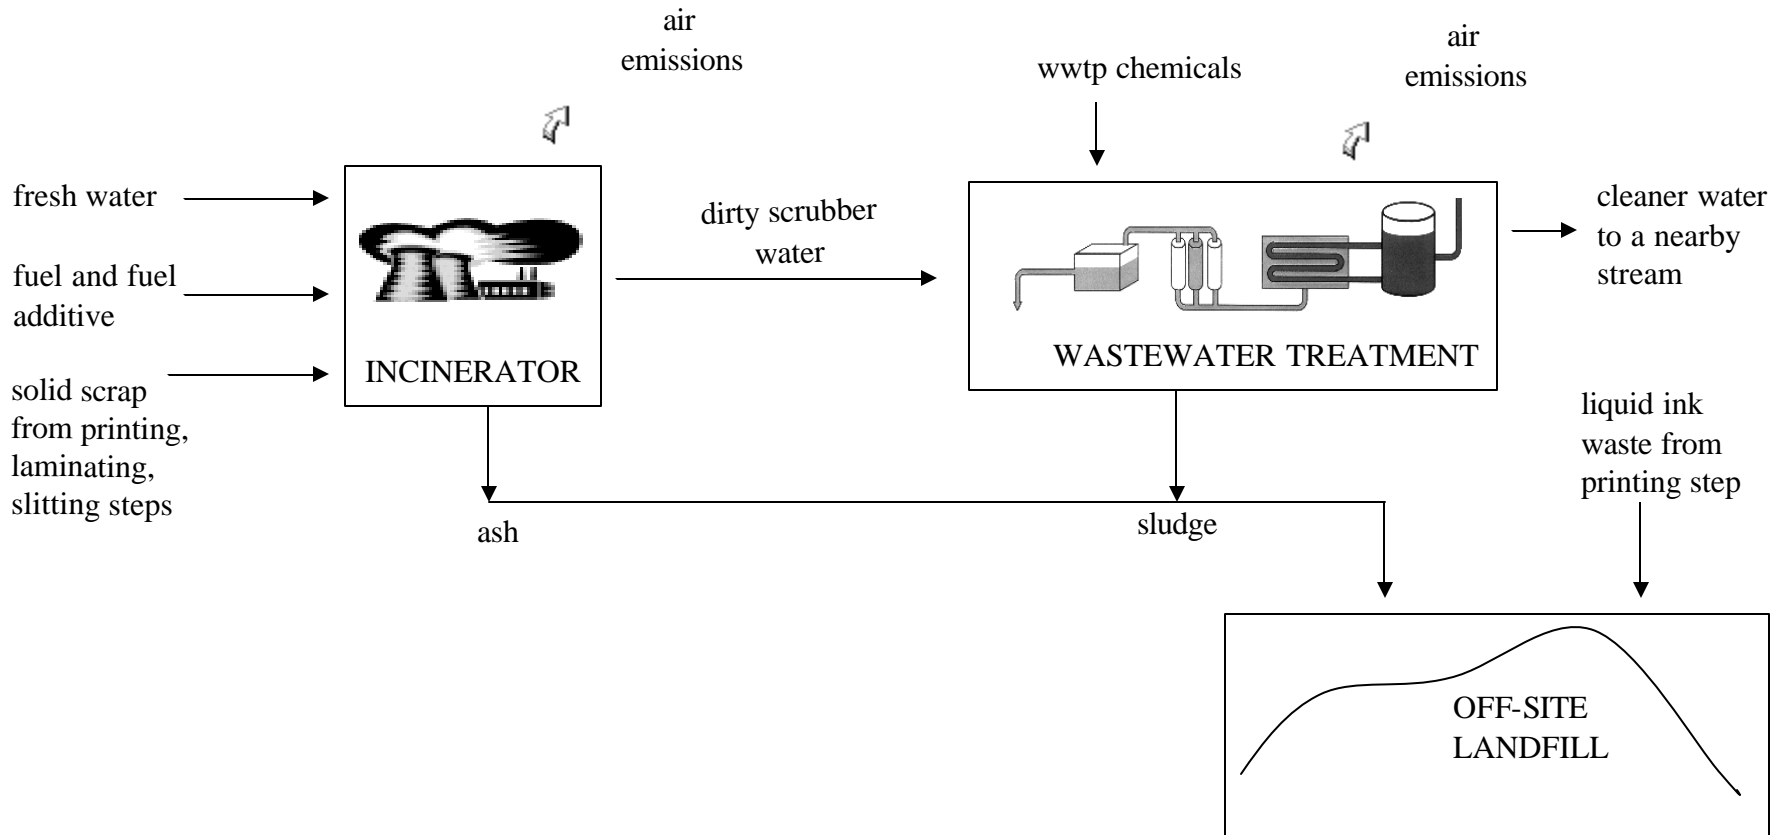 air
emissions
wwtp chemicals
air
emissions
fresh water
dirty scrubber
water
cleaner water
to a nearby
stream
fuel and fuel
additive
INCINERATOR
WASTEWATER TREATMENT
solid scrap
from printing,
laminating,
slitting steps
liquid ink
waste from
printing step
ash
sludge
OFF-SITE
LANDFILL